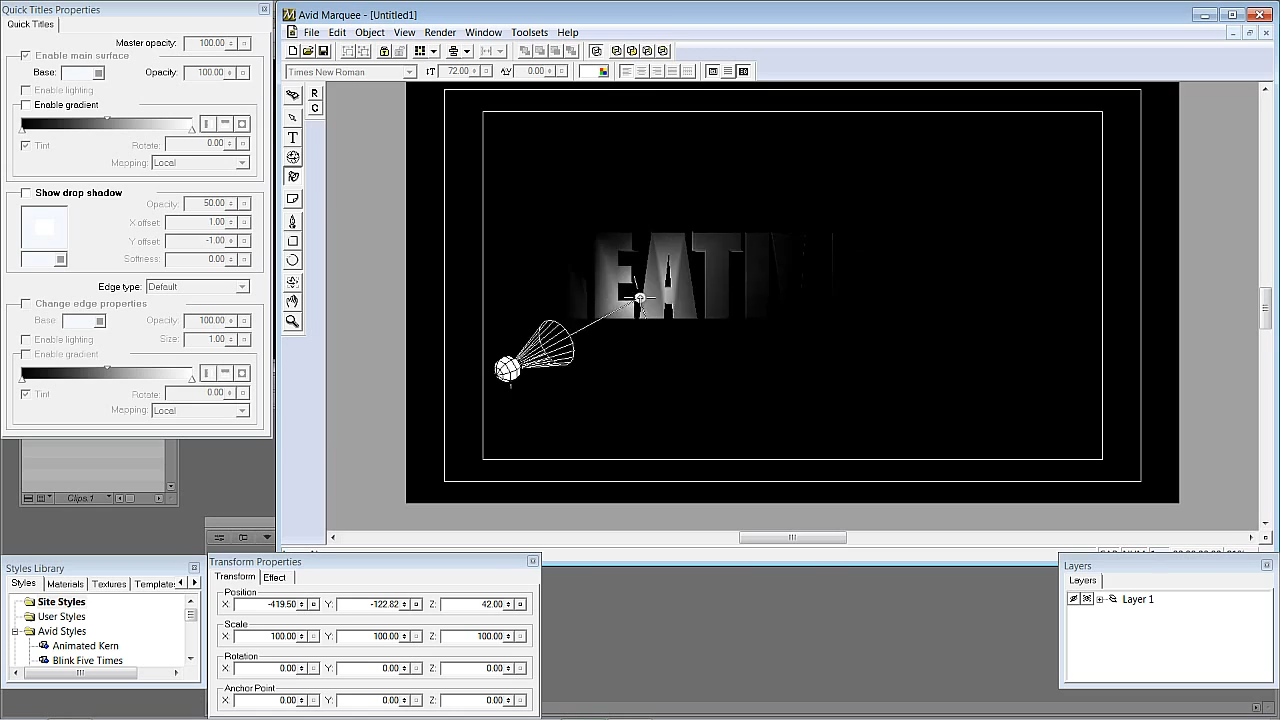 Quick Titles Properties
Quick Titles
Master opacity: 100.00
Enable main surface
Base: Opacity: 100.00
Enable lighting
Enable gradient
Tint Rotate: 0.00
Mapping: Local
Show drop shadow
Opacity: 50.00
X offset: 1.00
Y offset: -1.00
Softness: 0.00
Edge type: Default
Change edge properties
Base: Opacity: 100.00
Enable lighting Size: 1.00
Enable gradient
Tint Rotate: 0.00
Mapping: Local
Clips.1
Avid Marquee - [Untitled1]
File Edit Object View Render Window Toolsets Help
Times New Roman 72.00 AV 0.00
R
C
T
EAT
Styles Library
Styles Materials Textures Template
Site Styles
User Styles
Avid Styles
Animated Kern
Blink Five Times
Transform Properties
Transform Effect
Position
X -419.50 Y: -122.82 Z: 42.00
Scale
X 100.00 Y: 100.00 Z: 100.00
Rotation
X 0.00 Y: 0.00 Z: 0.00
Anchor Point
X 0.00 Y: 0.00 Z: 0.00
Layers
Layers
Layer 1